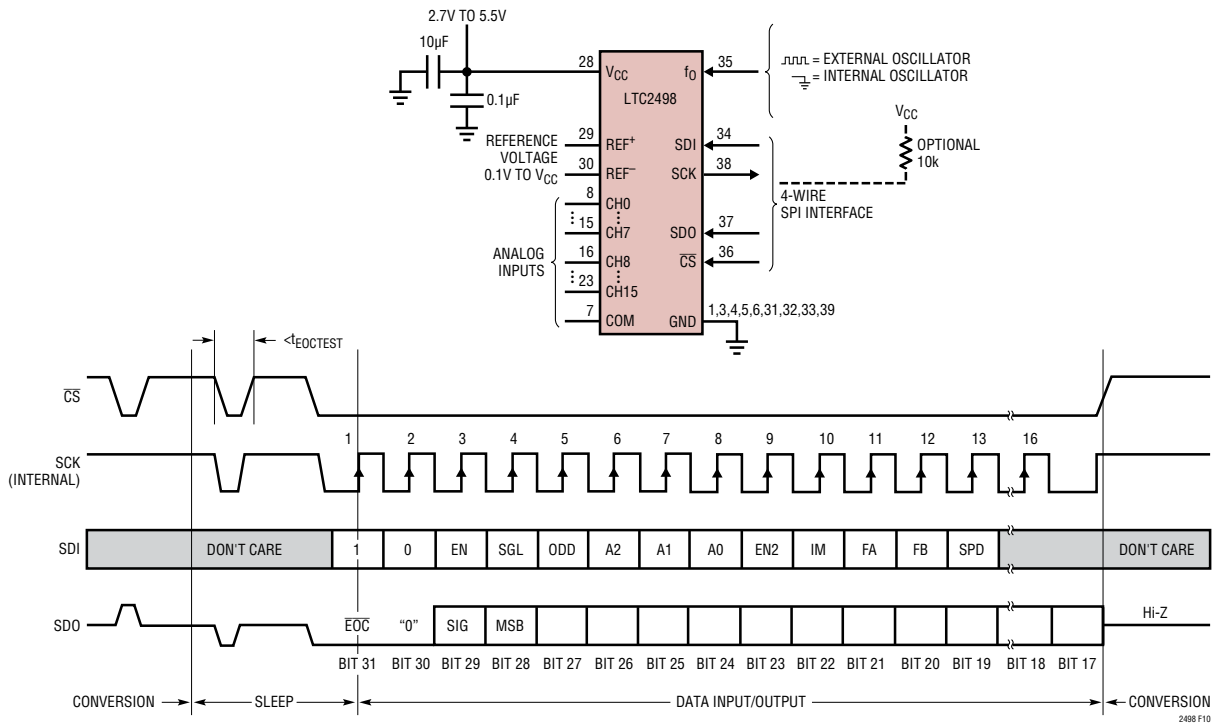 2.7V TO 5.5V
10µF
0.1µF
28
VCC
fO
35
= EXTERNAL OSCILLATOR
= INTERNAL OSCILLATOR
LTC2498
REFERENCE
VOLTAGE
0.1V TO VCC
29
REF+
30
REF–
SDI
34
SCK
38
VCC
OPTIONAL
10k
4-WIRE
SPI INTERFACE
ANALOG
INPUTS
8
CH0
15
CH7
16
CH8
23
CH15
7
COM
SDO
37
CS
36
GND
1,3,4,5,6,31,32,33,39
<tEOCTEST
CS
1 2 3 4 5 6 7 8 9 10 11 12 13 16
SCK
(INTERNAL)
SDI DON'T CARE 1 0 EN SGL ODD A2 A1 A0 EN2 IM FA FB SPD DON'T CARE
SDO EOC “0” SIG MSB Hi-Z
BIT 31 BIT 30 BIT 29 BIT 28 BIT 27 BIT 26 BIT 25 BIT 24 BIT 23 BIT 22 BIT 21 BIT 20 BIT 19 BIT 18 BIT 17
CONVERSION SLEEP DATA INPUT/OUTPUT CONVERSION
2498 F10